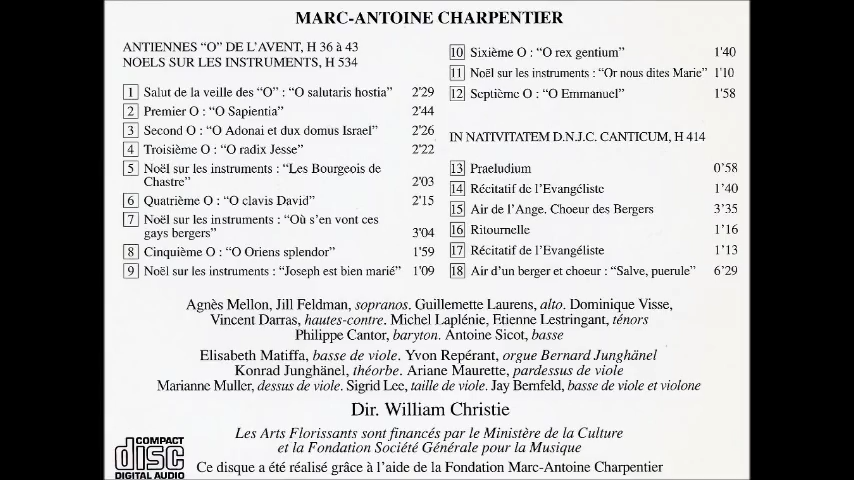 MARC-ANTOINE CHARPENTIER
ANTIENNES “O” DE L’AVENT, H 36 à 43
NOELS SUR LES INSTRUMENTS, H 534
1 Salut de la veille des “O” : “O salutaris hostia” 2'29
2 Premier O : “O Sapientia” 2'44
3 Second O : “O Adonai et dux domus Israel” 2'26
4 Troisième O : “O radix Jesse” 2'22
5 Noël sur les instruments : “Les Bourgeois de
Chastre” 2'03
6 Quatrième O : “O clavis David” 2'15
7 Noël sur les instruments : “Où s’en vont ces
gays bergers” 3'04
8 Cinquième O : “O Oriens splendor” 1'59
9 Noël sur les instruments : “Joseph est bien marié” 1'09
10 Sixième O : “O rex gentium” 1'40
11 Noël sur les instruments : “Or nous dites Marie” 1'10
12 Septième O : “O Emmanuel” 1'58
IN NATIVITATEM D.N.J.C. CANTICUM, H 414
13 Praeludium 0'58
14 Récitatif de l’Evangéliste 1'40
15 Air de l’Ange. Choeur des Bergers 3'35
16 Ritournelle 1'16
17 Récitatif de l’Evangéliste 1'13
18 Air d’un berger et choeur : “Salve, puerule” 6'29
Agnès Mellon, Jill Feldman, sopranos. Guillemette Laurens, alto. Dominique Visse,
Vincent Darras, hautes-contre. Michel Laplénie, Etienne Lestringant, ténors
Philippe Cantor, baryton. Antoine Sicot, basse
Elisabeth Matiffa, basse de viole. Yvon Repérant, orgue Bernard Junghänel
Konrad Junghänel, théorbe. Ariane Maurette, pardessus de viole
Marianne Muller, dessus de viole. Sigrid Lee, taille de viole. Jay Bernfeld, basse de viole et violone
Dir. William Christie
Les Arts Florissants sont financés par le Ministère de la Culture
et la Fondation Société Générale pour la Musique
Ce disque a été réalisé grâce à l’aide de la Fondation Marc-Antoine Charpentier
COMPACT
disc
DIGITAL AUDIO